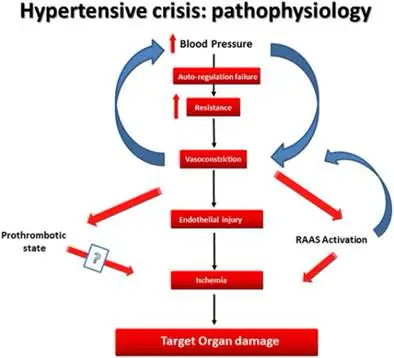 Hypertensive crisis: pathophysiology
Blood Pressure
Auto-regulation failure
Resistance
Vasoconstriction
Endothelial injury
Prothrombotic
state
RAAS Activation
?
Ischemia
Target Organ damage